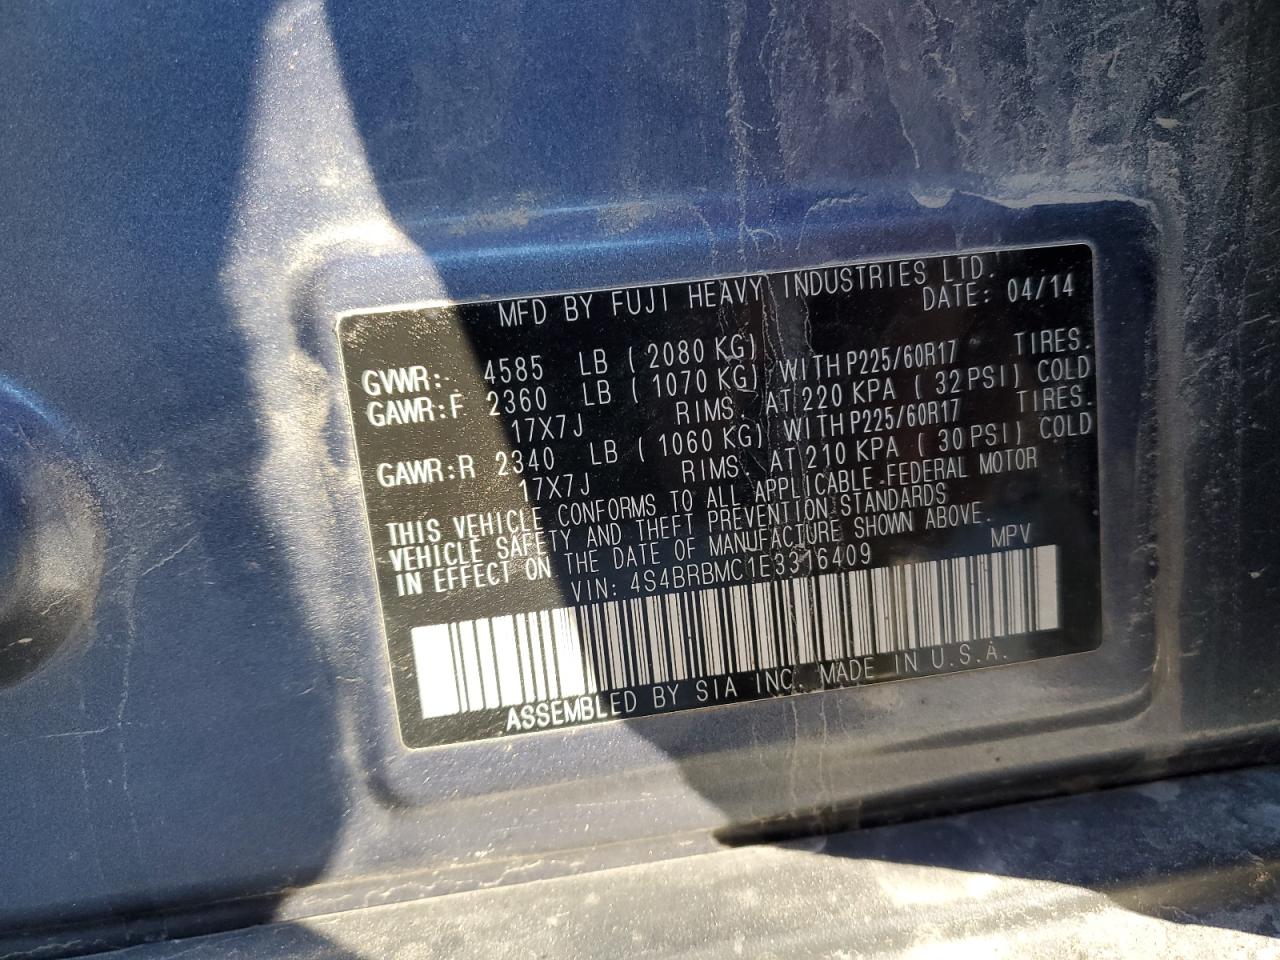 MFD BY FUJI HEAVY INDUSTRIES LTD.
DATE: 04/14
GVWR: 4585 LB (2080 KG)
GAWR:F 2360 LB (1070 KG) WITH P225/60R17 TIRES.
17X7J RIMS AT 220 KPA (32 PSI) COLD
GAWR:R 2340 LB (1060 KG) WITH P225/60R17 TIRES.
17X7J RIMS AT 210 KPA (30 PSI) COLD
THIS VEHICLE CONFORMS TO ALL APPLICABLE FEDERAL MOTOR
VEHICLE SAFETY AND THEFT PREVENTION STANDARDS
IN EFFECT ON THE DATE OF MANUFACTURE SHOWN ABOVE.
VIN: 4S4BRBMC1E3316409 MPV
ASSEMBLED BY SIA INC. MADE IN U.S.A.